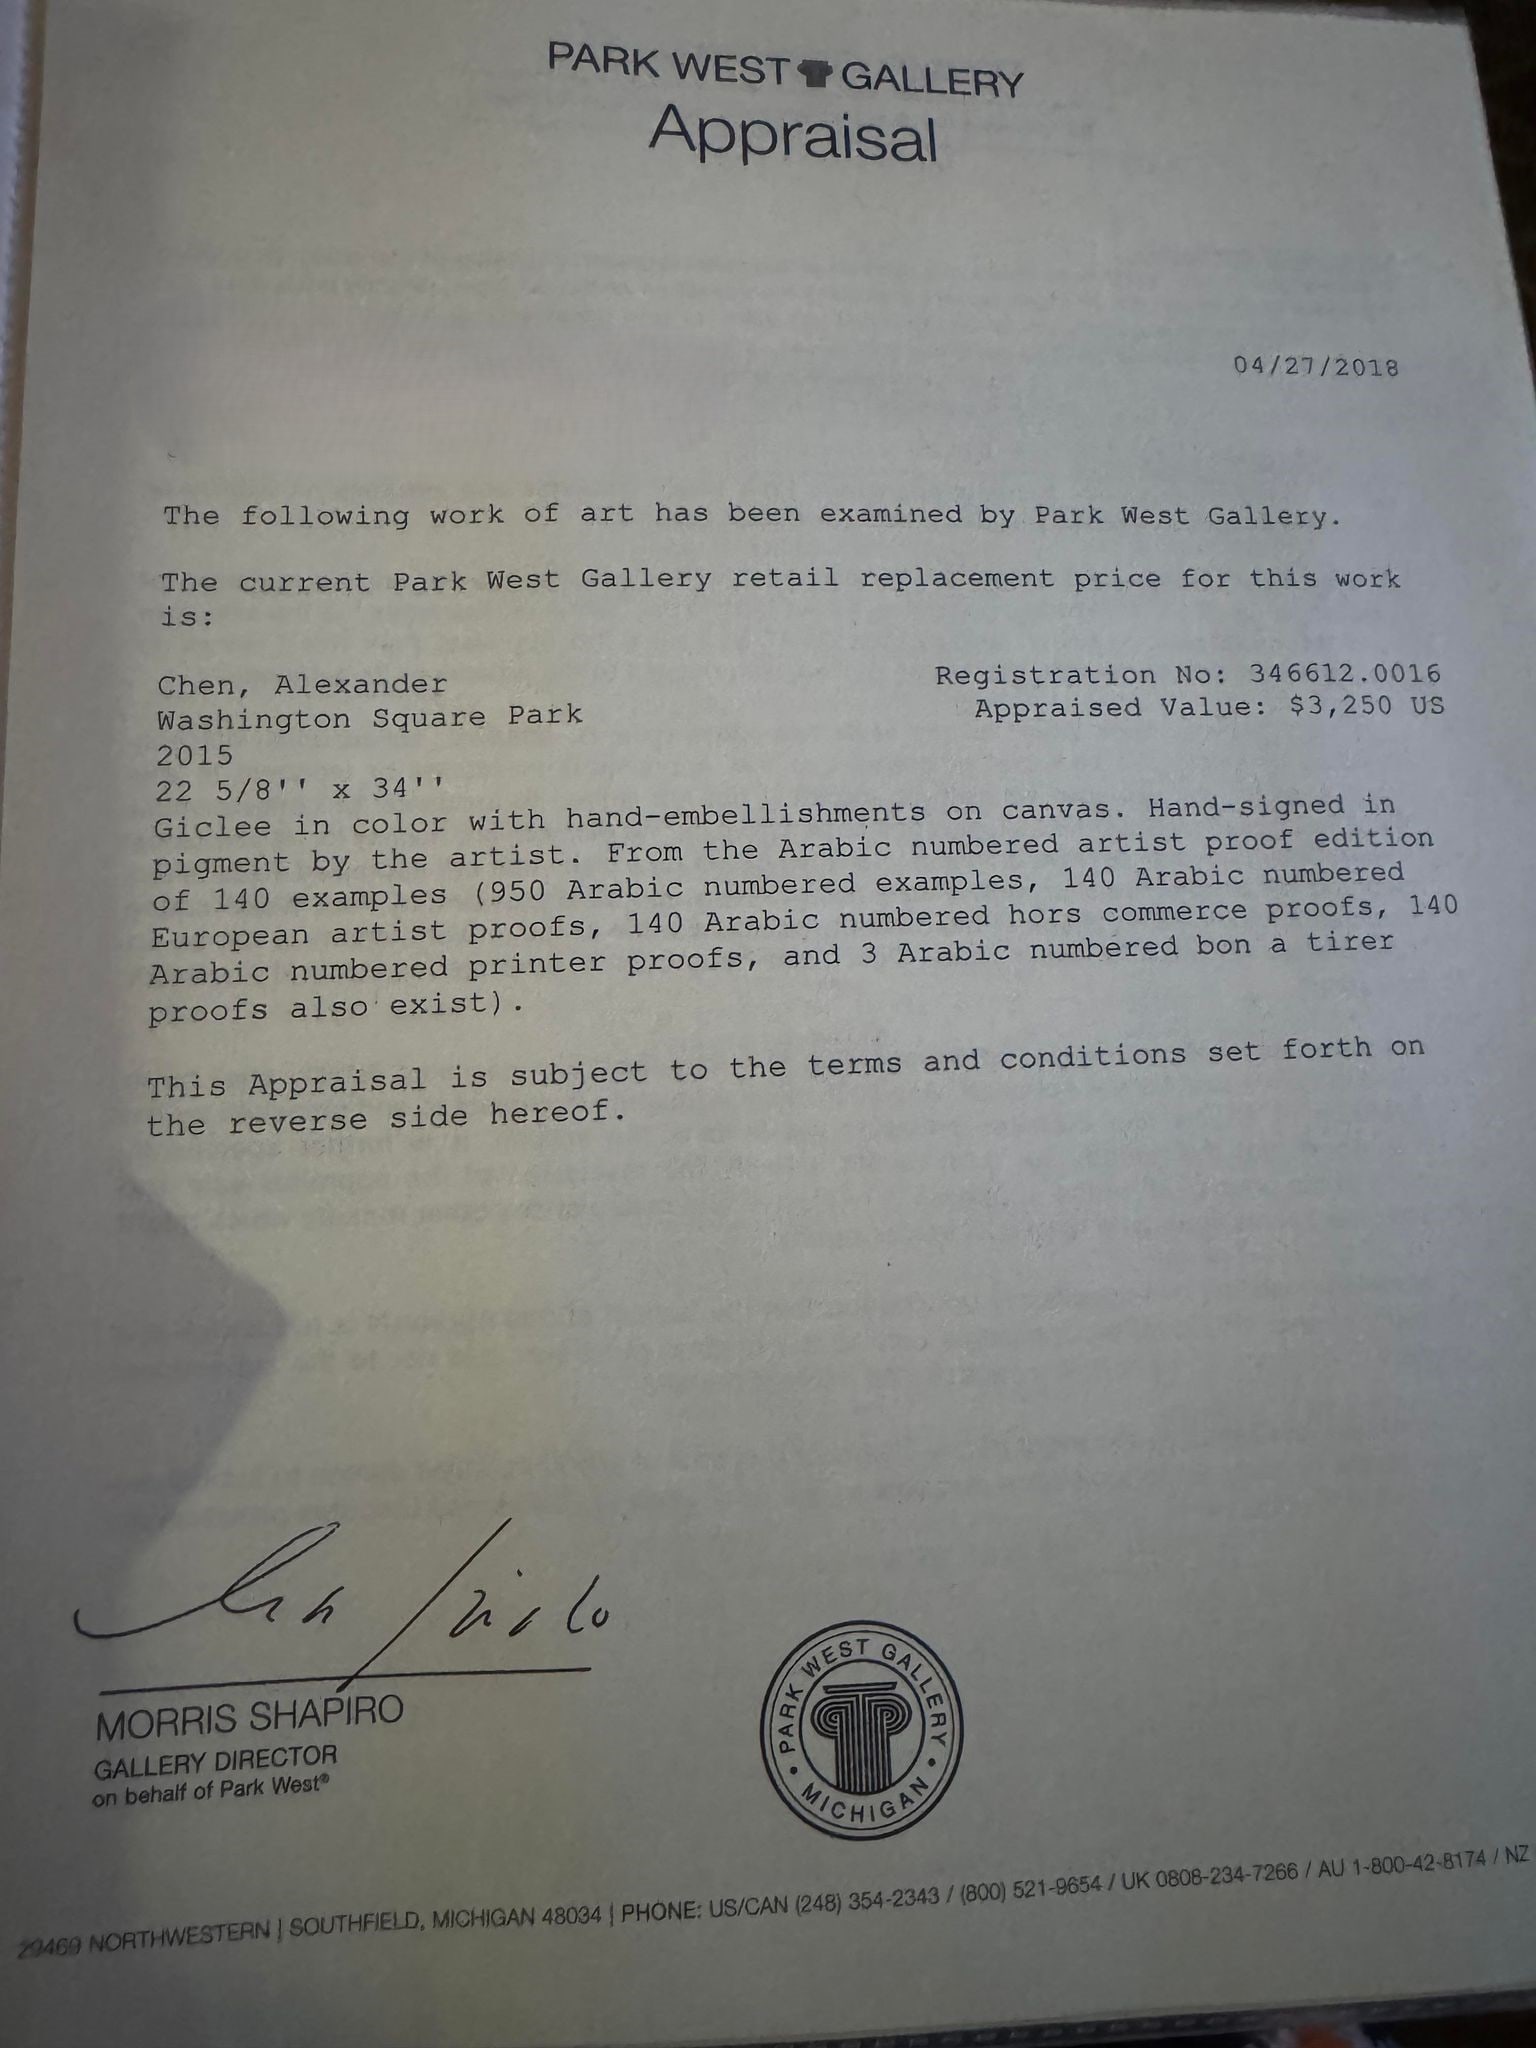 PARK WEST GALLERY
Appraisal
04/27/2018
The following work of art has been examined by Park West Gallery.
The current Park West Gallery retail replacement price for this work
is:
Chen, Alexander
Registration No: 346612.0016
Washington Square Park
Appraised Value: $3,250 US
2015
22 5/8'' x 34''
Giclee in color with hand-embellishments on canvas. Hand-signed in
pigment by the artist. From the Arabic numbered artist proof edition
of 140 examples (950 Arabic numbered examples, 140 Arabic numbered
European artist proofs, 140 Arabic numbered hors commerce proofs, 140
Arabic numbered printer proofs, and 3 Arabic numbered bon a tirer
proofs also exist).
This Appraisal is subject to the terms and conditions set forth on
the reverse side hereof.
MORRIS SHAPIRO
GALLERY DIRECTOR
on behalf of Park West®
PARK WEST GALLERY • MICHIGAN •
29469 NORTHWESTERN | SOUTHFIELD, MICHIGAN 48034 | PHONE: US/CAN (248) 354-2343 / (800) 521-9654 / UK 0808-234-7266 / AU 1-800-42-8174 / NZ